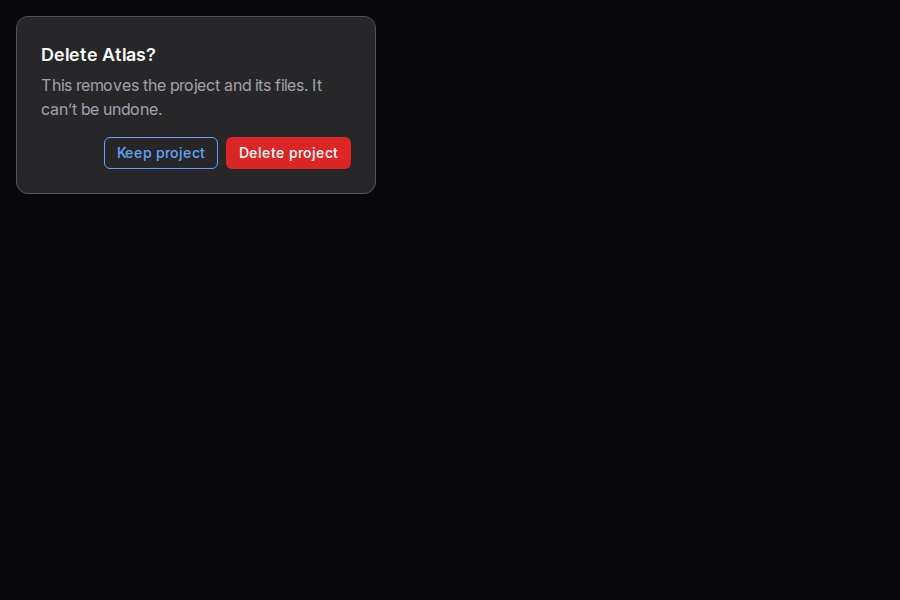 Delete Atlas?
This removes the project and its files. It
can’t be undone.
Keep project
Delete project